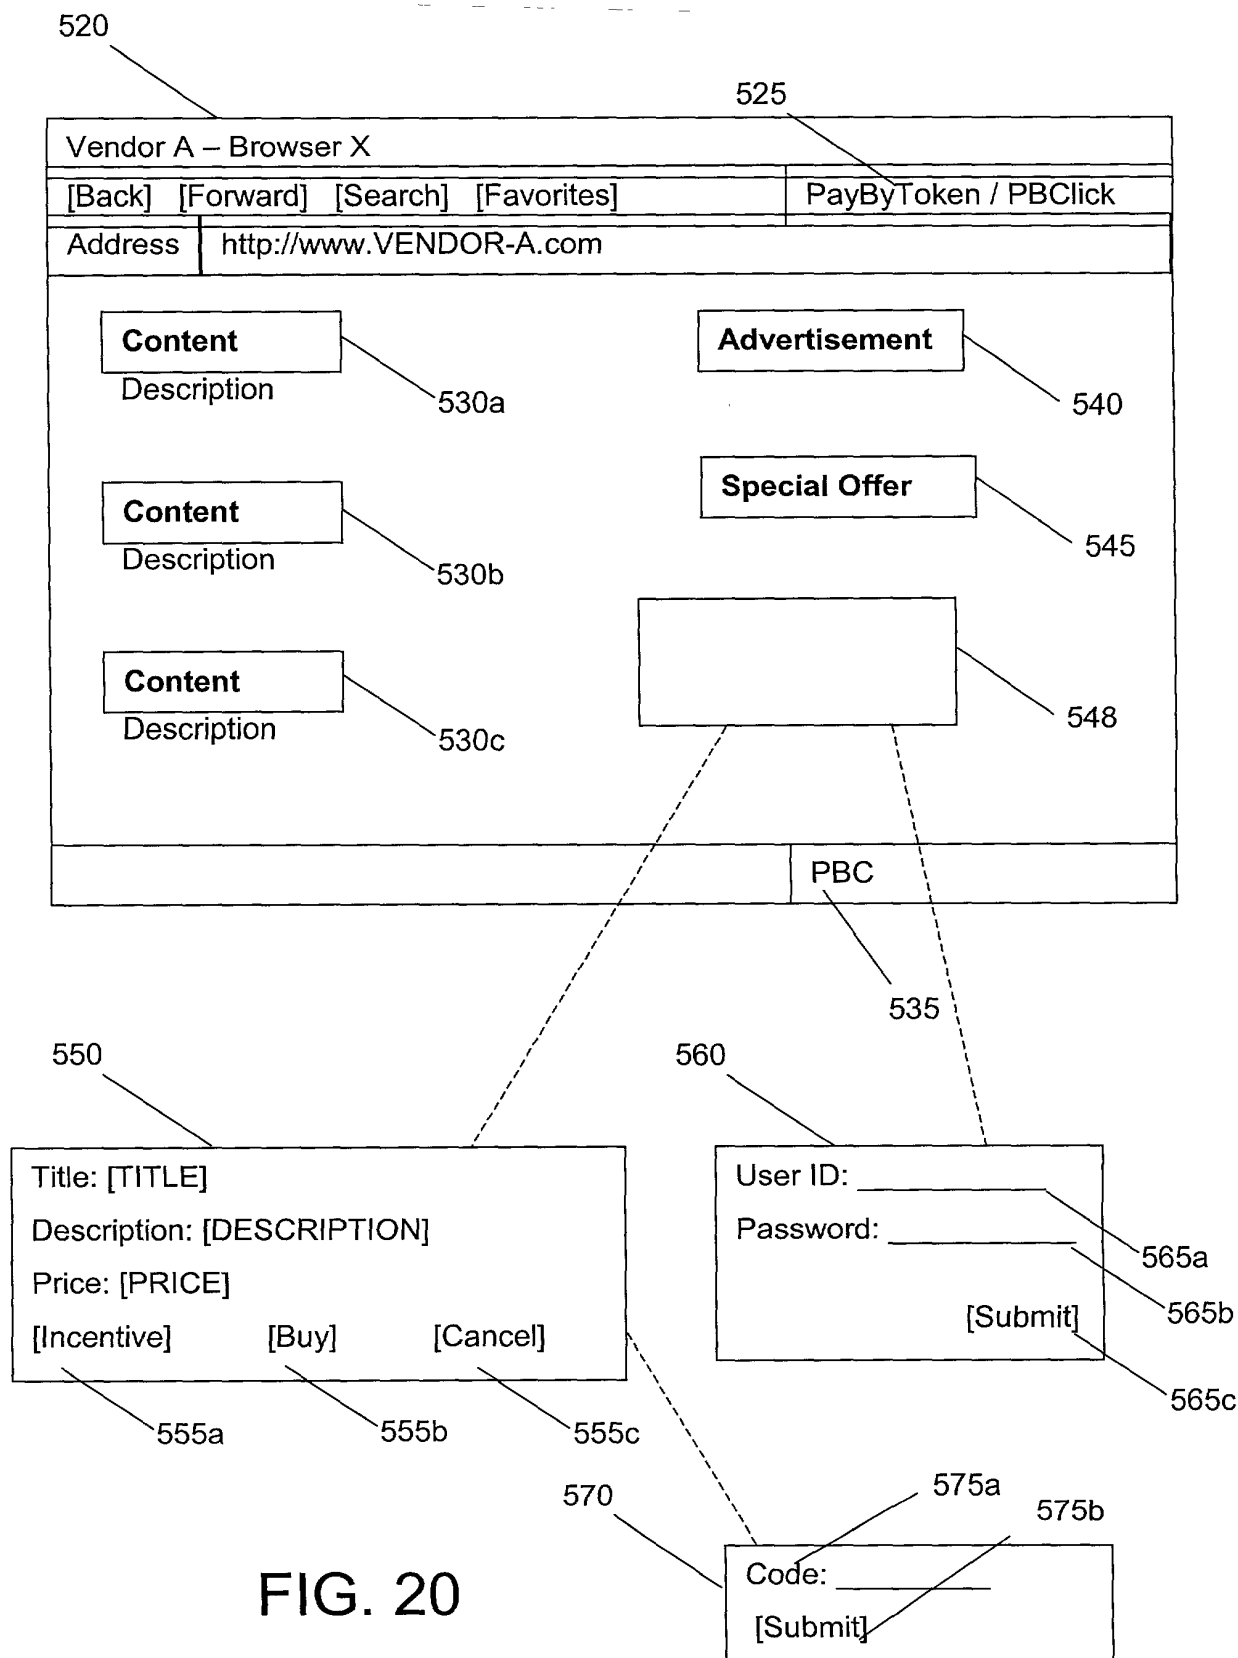 520
525
Vendor A – Browser X
[Back] [Forward] [Search] [Favorites] PayByToken / PBClick
Address http://www.VENDOR-A.com
Content Advertisement
Description
530a 540
Content Special Offer
Description
530b 545
Content
Description
530c 548
PBC
535
550 560
Title: [TITLE]
Description: [DESCRIPTION]
Price: [PRICE]
[Incentive] [Buy] [Cancel]
555a 555b 555c
User ID: ____________
Password: ____________
565a
565b
[Submit]
565c
570 575a 575b
Code: __________
[Submit]
FIG. 20